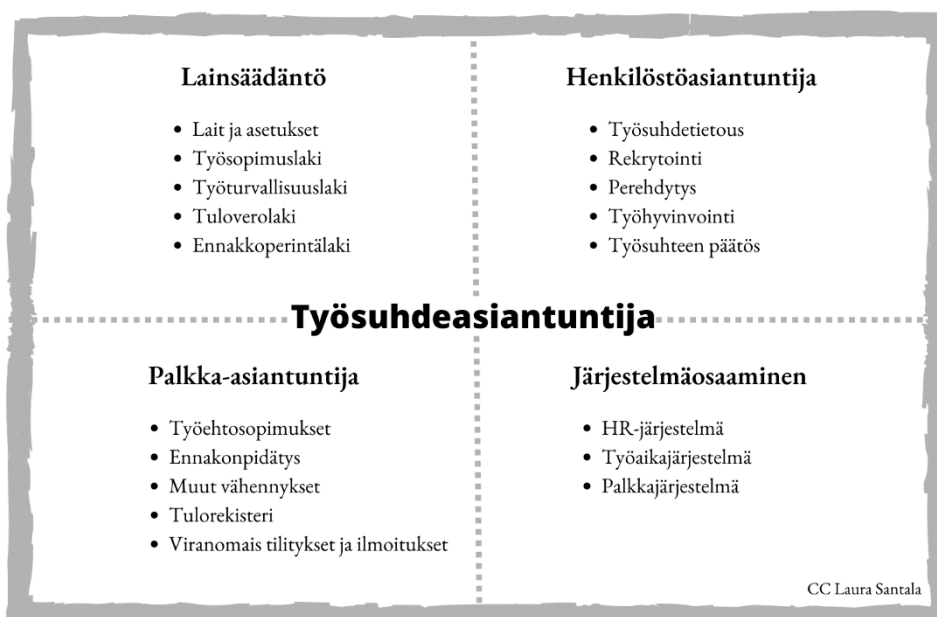 Lainsäädäntö
• Lait ja asetukset
• Työsopimuslaki
• Työturvallisuuslaki
• Tuloverolaki
• Ennakkoperintälaki
Henkilöstöasiantuntija
• Työsuhdetietous
• Rekrytointi
• Perehdytys
• Työhyvinvointi
• Työsuhteen päätös
Työsuhdeasiantuntija
Palkka-asiantuntija
• Työehtosopimukset
• Ennakonpidätys
• Muut vähennykset
• Tulorekisteri
• Viranomais tilitykset ja ilmoitukset
Järjestelmäosaaminen
• HR-järjestelmä
• Työaikajärjestelmä
• Palkkajärjestelmä
CC Laura Santala